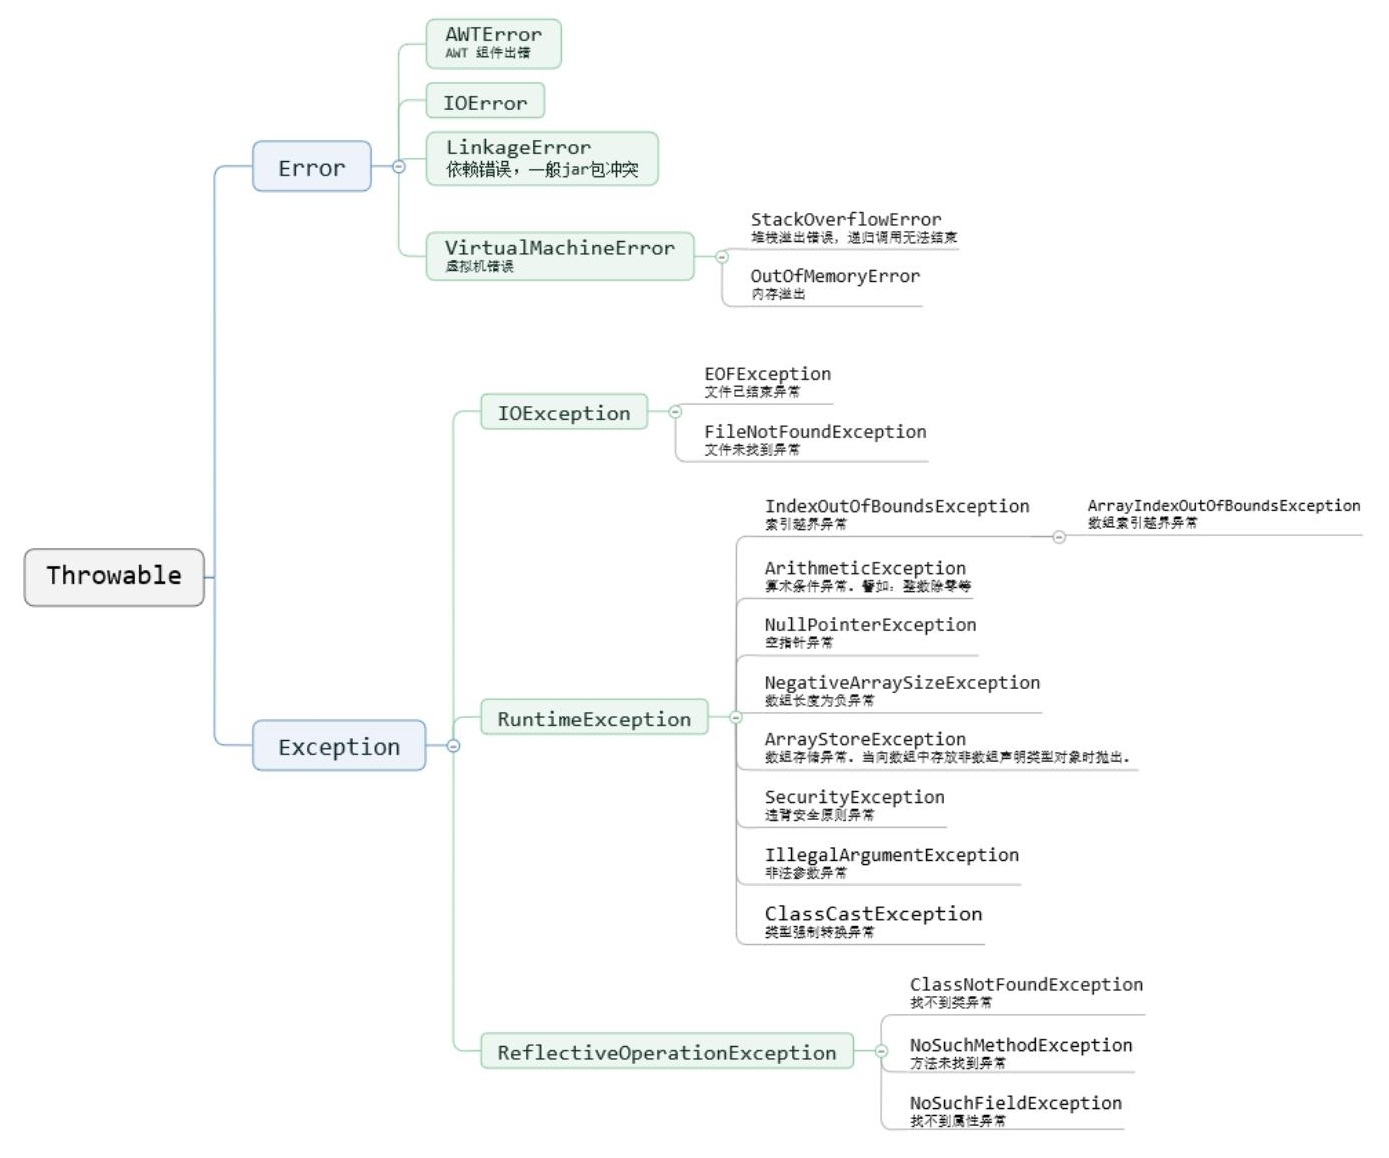 AWTError
AWT 组件出错
IOError
LinkageError
依赖错误，一般jar包冲突
Error
StackOverflowError
堆栈溢出错误，递归调用无法结束
VirtualMachineError
虚拟机错误
OutOfMemoryError
内存溢出
EOFException
文件已结束异常
IOException
FileNotFoundException
文件未找到异常
IndexOutOfBoundsException
索引越界异常
ArrayIndexOutOfBoundsException
数组索引越界异常
Throwable
ArithmeticException
算术条件异常。譬如：整数除零等
NullPointerException
空指针异常
NegativeArraySizeException
数组长度为负异常
RuntimeException
Exception
ArrayStoreException
数组存储异常。当向数组中存放非数组声明类型对象时抛出。
SecurityException
违背安全原则异常
IllegalArgumentException
非法参数异常
ClassCastException
类型强制转换异常
ClassNotFoundException
找不到类异常
ReflectiveOperationException
NoSuchMethodException
方法未找到异常
NoSuchFieldException
找不到属性异常